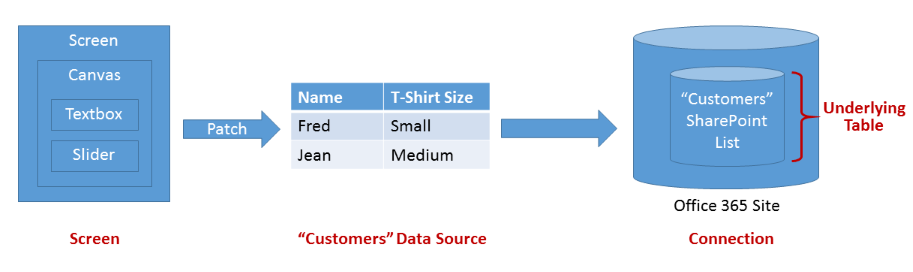 Screen
Canvas
Textbox
Slider
Patch
Name T-Shirt Size
Fred Small
Jean Medium
“Customers”
SharePoint
List
Underlying
Table
Office 365 Site
Screen
“Customers” Data Source
Connection